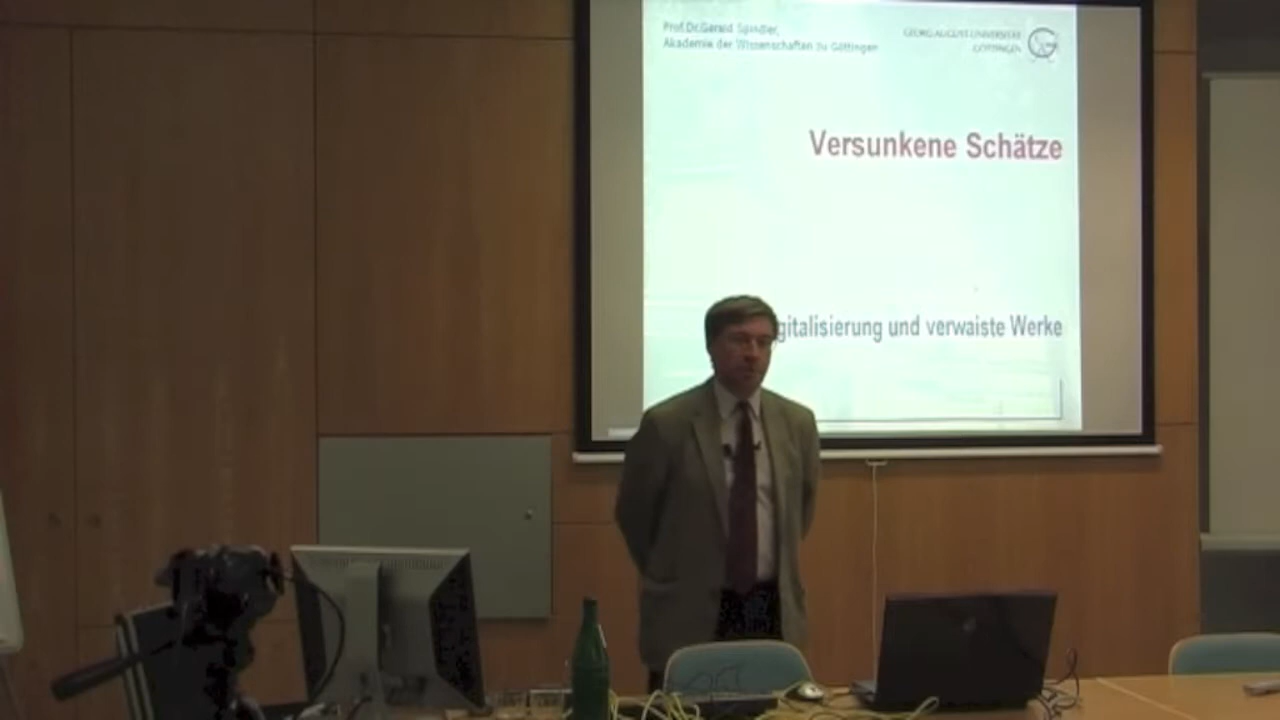 Prof.Dr.Gerald Spindler,
Akademie der Wissenschaften zu Göttingen
GEORG-AUGUST-UNIVERSITÄT
GÖTTINGEN
Versunkene Schätze
gitalisierung und verwaiste Werke